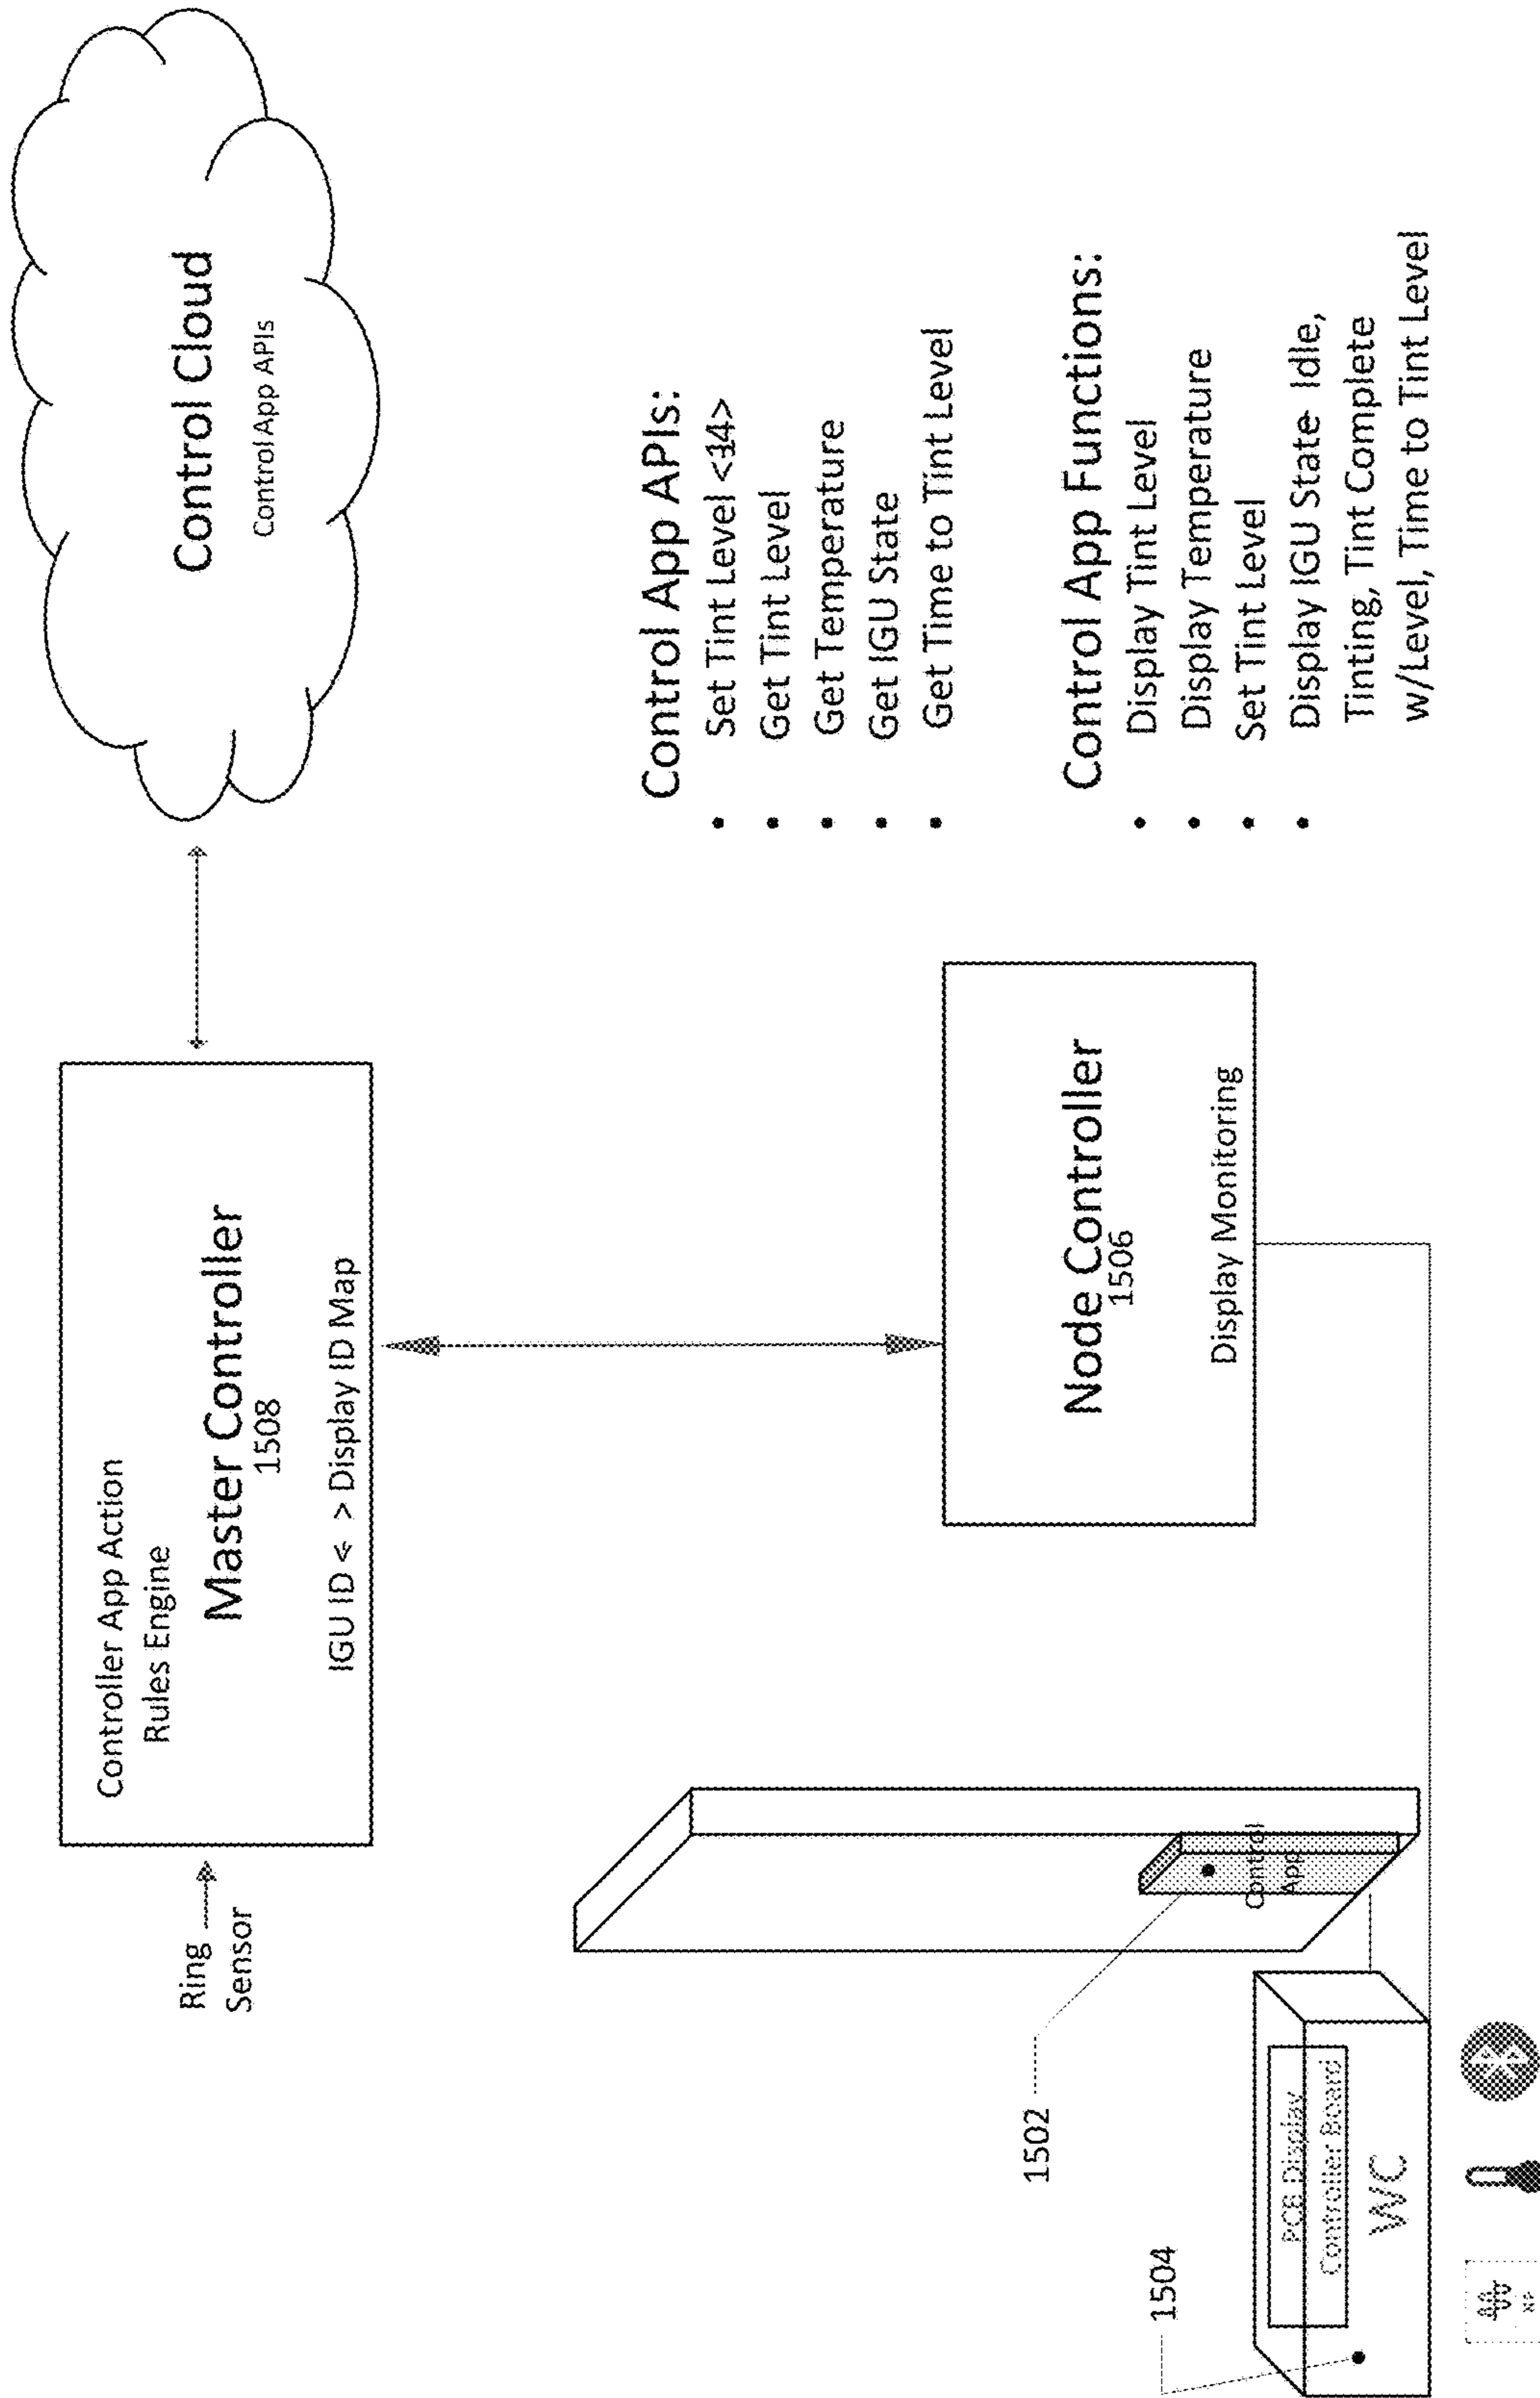 Ring
Sensor
Controller App Action
Rules Engine
Master Controller
1508
IGU ID < > Display ID Map
Control Cloud
Control App APIs
1502
Control
App
1504
PCB Display
Controller Board
WC
Node Controller
1506
Display Monitoring
Control App APIs:
• Set Tint Level <14>
• Get Tint Level
• Get Temperature
• Get IGU State
• Get Time to Tint Level
Control App Functions:
• Display Tint Level
• Display Temperature
• Set Tint Level
• Display IGU State Idle,
Tinting, Tint Complete
w/Level, Time to Tint Level